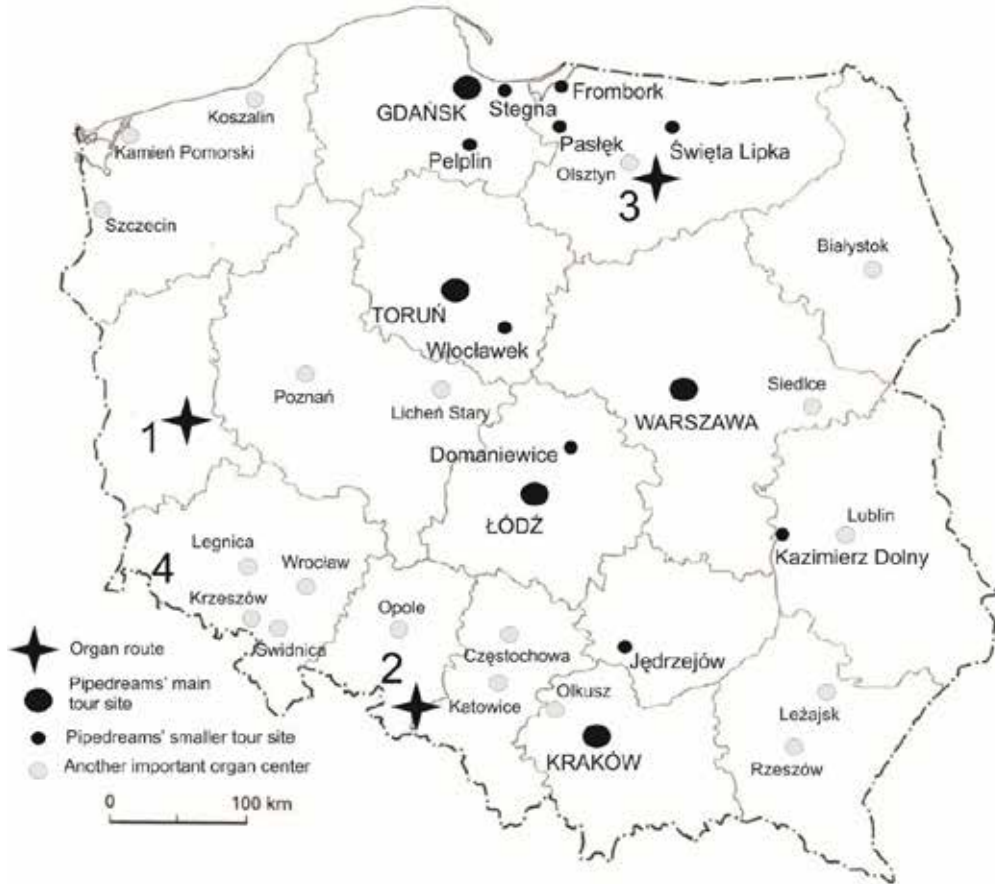 Frombork
Koszalin
GDAŃSK
Stegna
Kamień Pomorski
Pasłęk
Święta Lipka
Pelplin
Olsztyn
3
Szczecin
Białystok
TORUŃ
Włocławek
Poznań
Siedlce
Licheń Stary
WARSZAWA
1
Domaniewice
ŁÓDŹ
Lublin
Legnica
Wrocław
Kazimierz Dolny
4
Krzeszów
Opole
Świdnica
Częstochowa
Jędrzejów
2
Olkusz
Katowice
Leżajsk
KRAKÓW
Rzeszów
Organ route
Pipedreams' main
tour site
Pipedreams' smaller tour site
Another important organ center
0 100 km